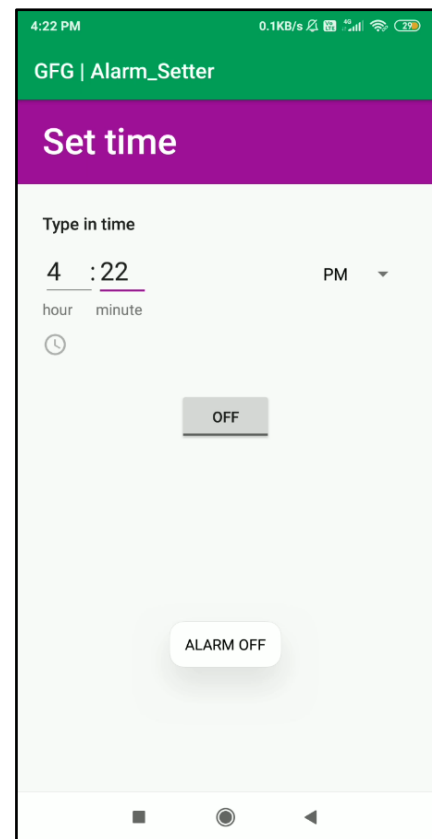 4:22 PM 0.1KB/s 4G 29
GFG | Alarm_Setter
Set time
Type in time
4 : 22 PM
hour minute
OFF
ALARM OFF